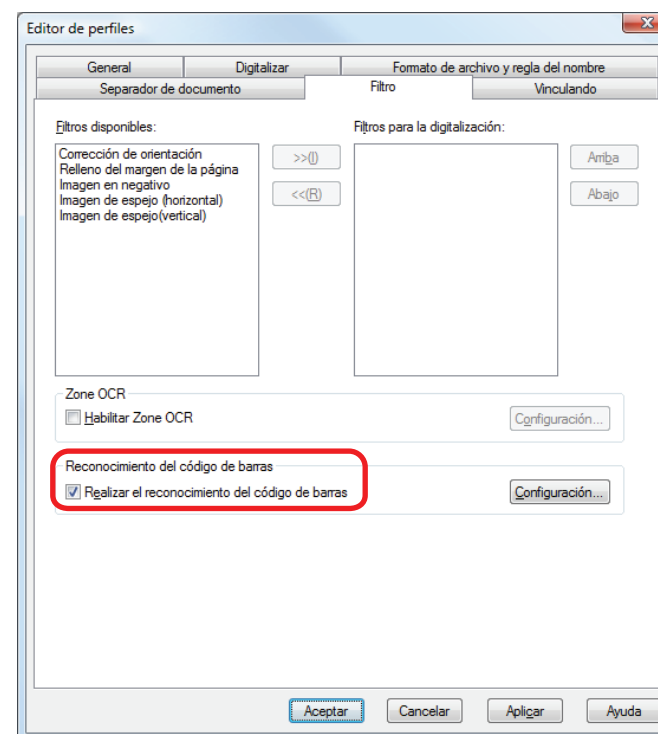 Editor de perfiles
General Digitalizar Formato de archivo y regla del nombre
Separador de documento Filtro Vinculando
Filtros disponibles: Filtros para la digitalización:
Corrección de orientación
Relleno del margen de la página
Imagen en negativo
Imagen de espejo (horizontal)
Imagen de espejo(vertical)
>>(I)
<<(R)
Arriba
Abajo
Zone OCR
Habilitar Zone OCR Configuración...
Reconocimiento del código de barras
Realizar el reconocimiento del código de barras Configuración...
Aceptar Cancelar Aplicar Ayuda